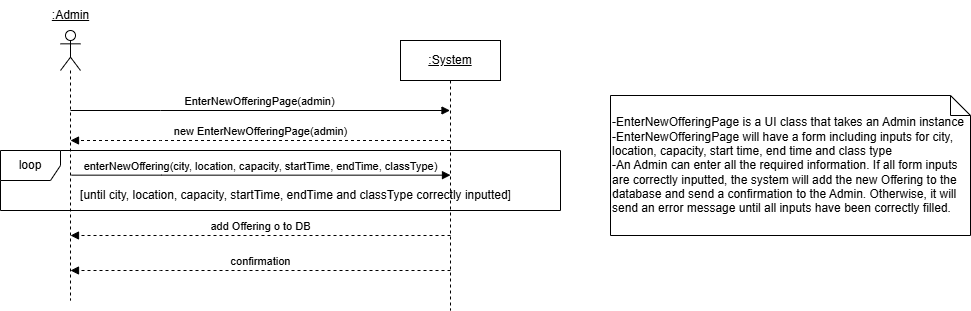 :Admin
:System
EnterNewOfferingPage(admin)
new EnterNewOfferingPage(admin)
loop
enterNewOffering(city, location, capacity, startTime, endTime, classType)
[until city, location, capacity, startTime, endTime and classType correctly inputted]
add Offering o to DB
confirmation
-EnterNewOfferingPage is a UI class that takes an Admin instance
-EnterNewOfferingPage will have a form including inputs for city,
location, capacity, start time, end time and class type
-An Admin can enter all the required information. If all form inputs
are correctly inputted, the system will add the new Offering to the
database and send a confirmation to the Admin. Otherwise, it will
send an error message until all inputs have been correctly filled.